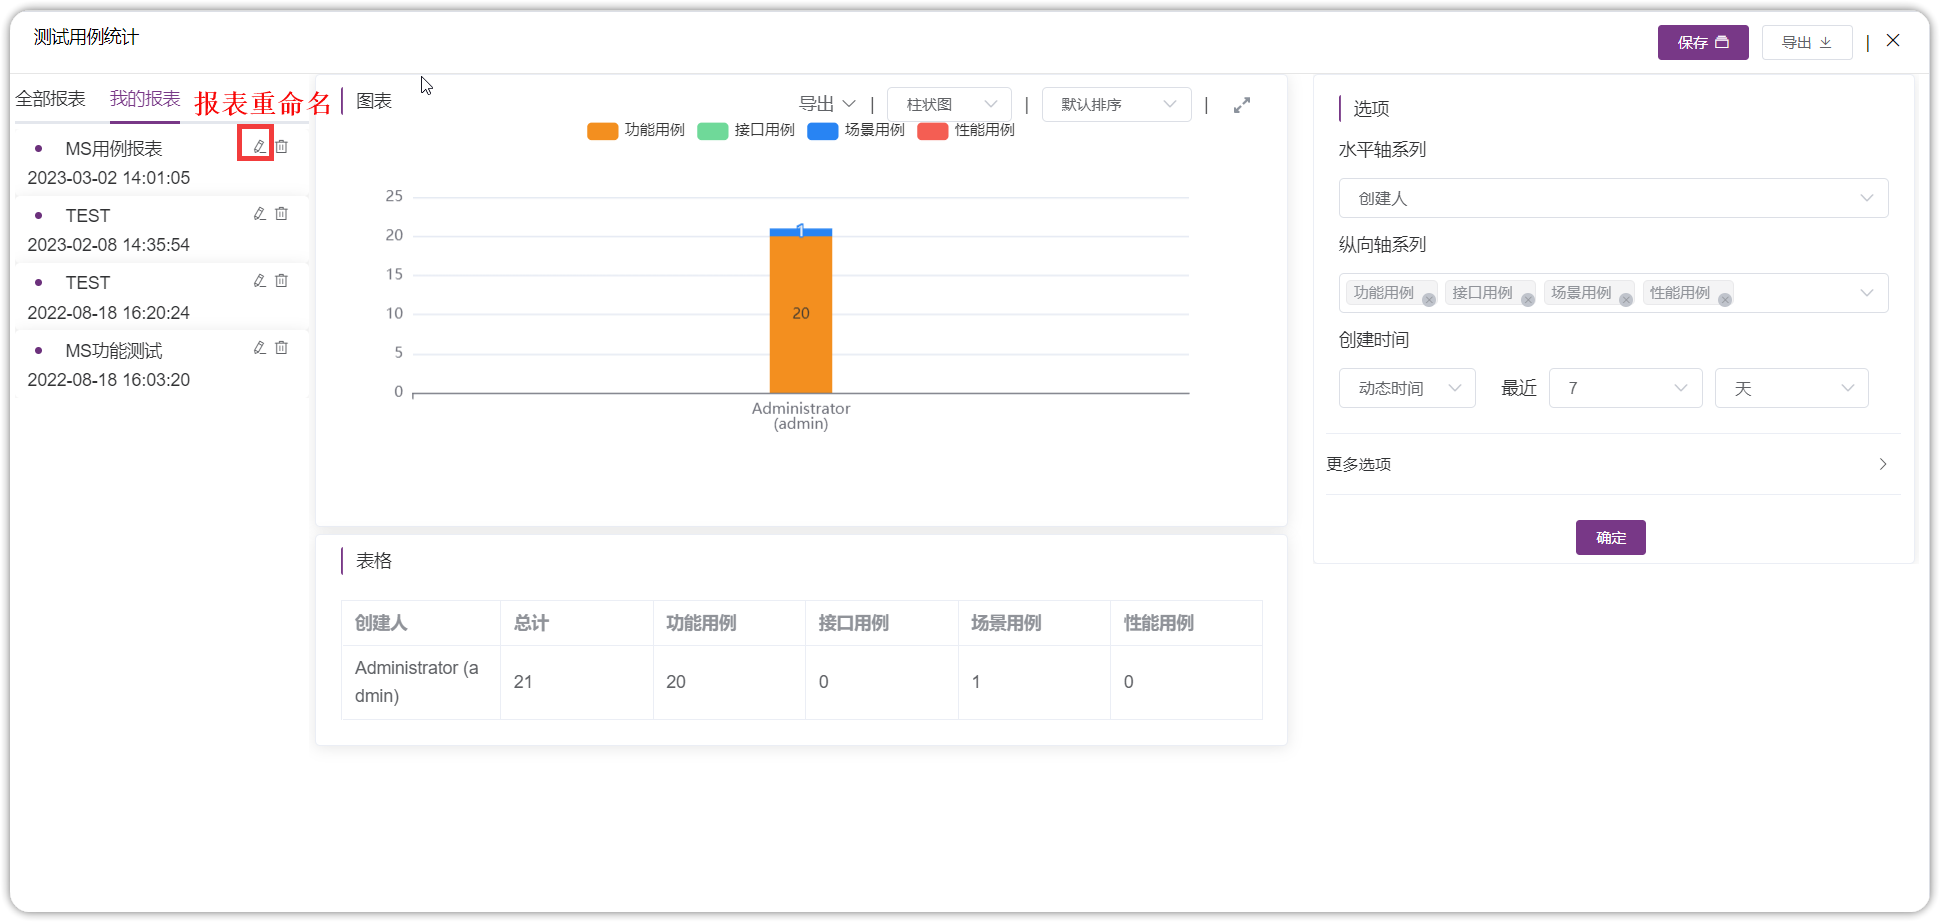 测试用例统计
保存
导出
|
全部报表
我的报表
报表重命名
MS用例报表
2023-03-02 14:01:05
TEST
2023-02-08 14:35:54
TEST
2022-08-18 16:20:24
MS功能测试
2022-08-18 16:03:20
图表
导出 | 柱状图 | 默认排序 |
功能用例 接口用例 场景用例 性能用例
25
20
15
10
5
0
1
20
Administrator
(admin)
表格
创建人 总计 功能用例 接口用例 场景用例 性能用例
Administrator (a
dmin)
21 20 0 1 0
选项
水平轴系列
创建人
纵向轴系列
功能用例 接口用例 场景用例 性能用例
创建时间
动态时间 最近 7 天
更多选项
确定